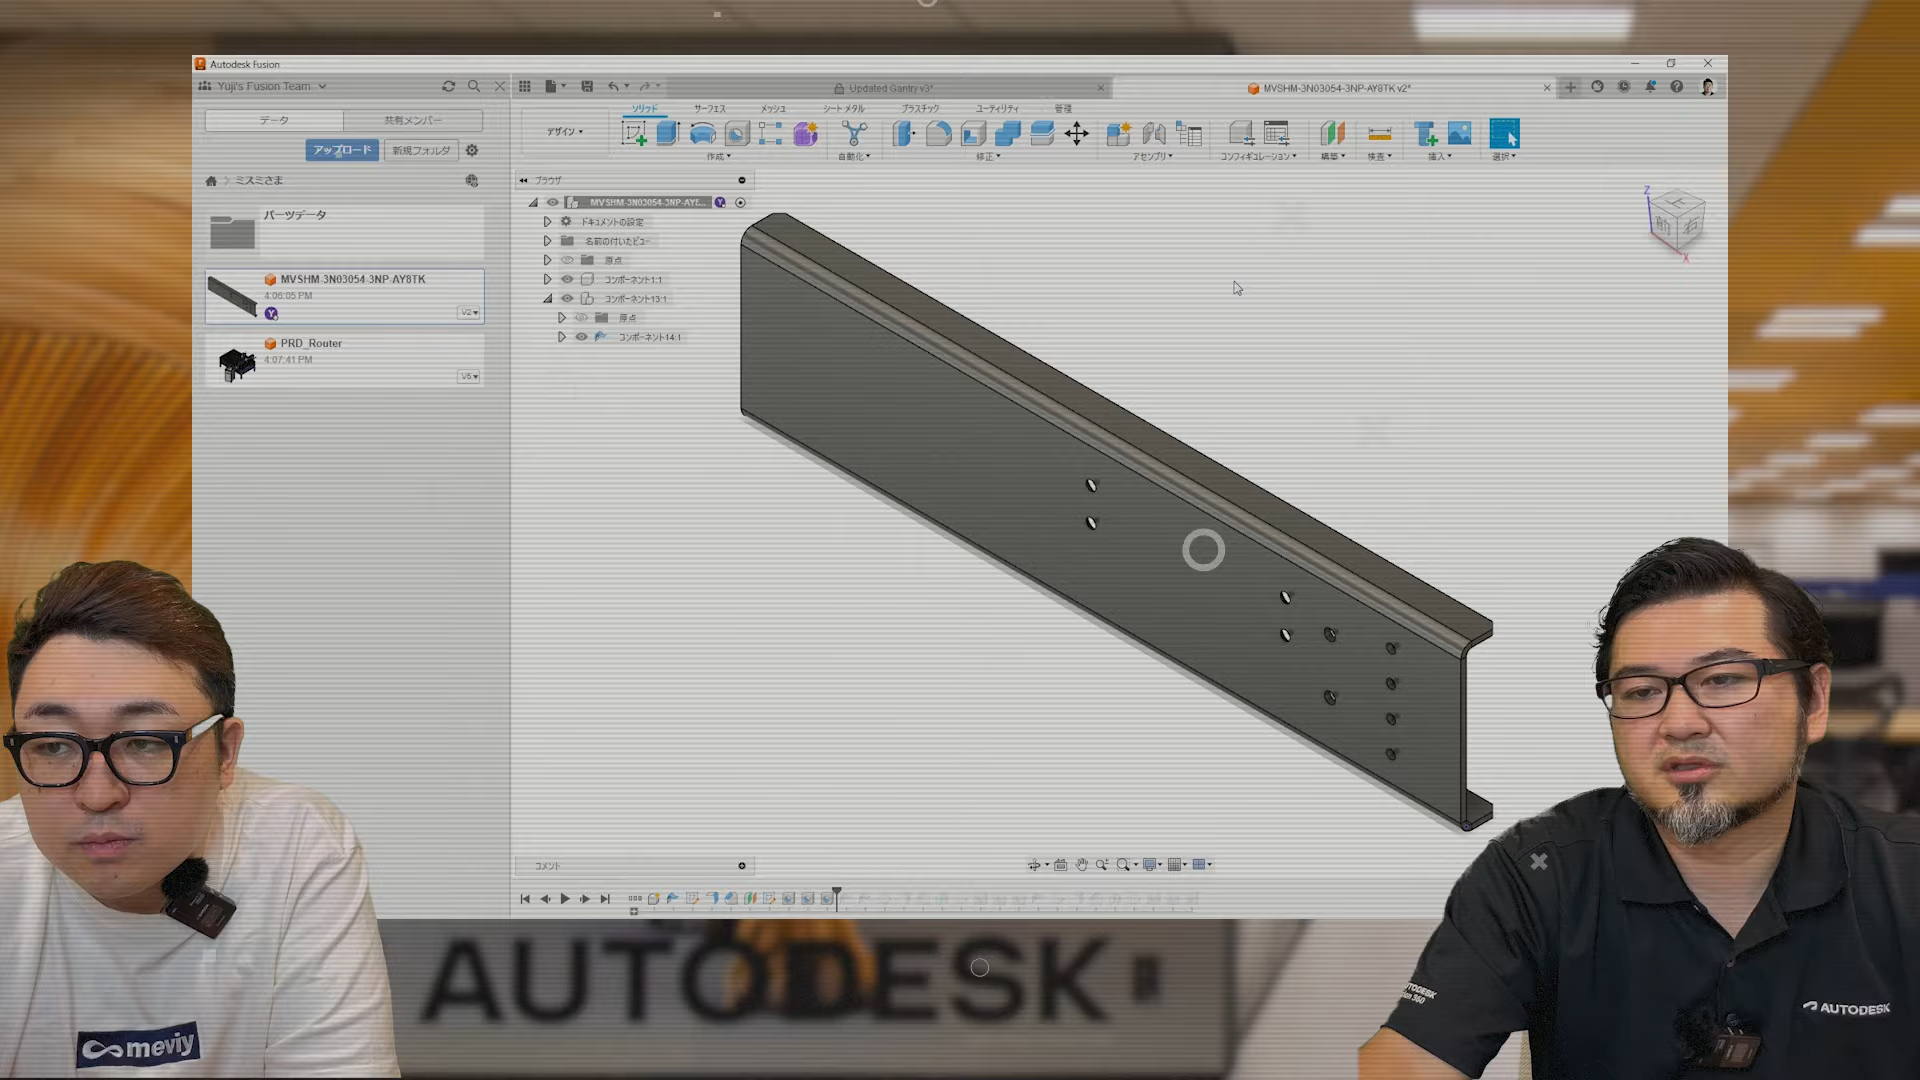 Autodesk Fusion
Yuji's Fusion Team
Updated Gantry v3*
MVSHM-3N03054-3NP-AY8TK v2*
データ
共有メンバー
ソリッド
サーフェス
メッシュ
シート メタル
プラスチック
ユーティリティ
管理
デザイン
アップロード
新規フォルダ
作成
自動化
修正
アセンブリ
コンフィギュレーション
構築
検査
挿入
選択
ミスミさま
ブラウザ
パーツデータ
MVSHM-3N03054-3NP-AY8TK
4:06:05 PM
V2
PRD_Router
4:07:41 PM
V6
MVSHM-3N03054-3NP-AY8...
ドキュメントの設定
名前の付いたビュー
原点
コンポーネント1:1
コンポーネント13:1
原点
コンポーネント14:1
Z
X
前
右
コメント
AUTODESK
meviy
AUTODESK